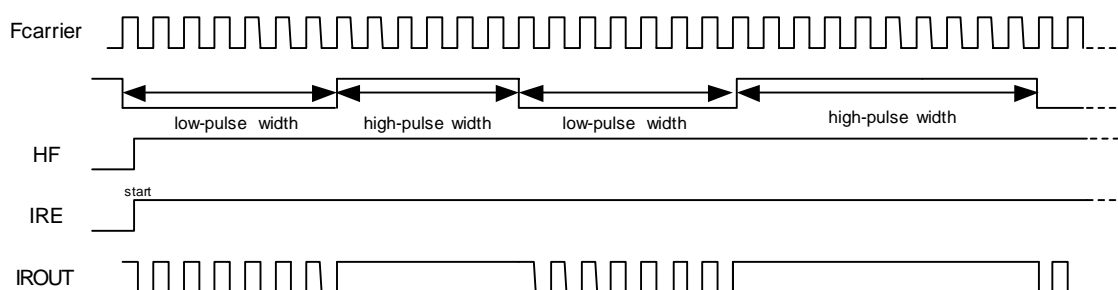 Fcarrier
low-pulse width
high-pulse width
low-pulse width
high-pulse width
HF
start
IRE
IROUT